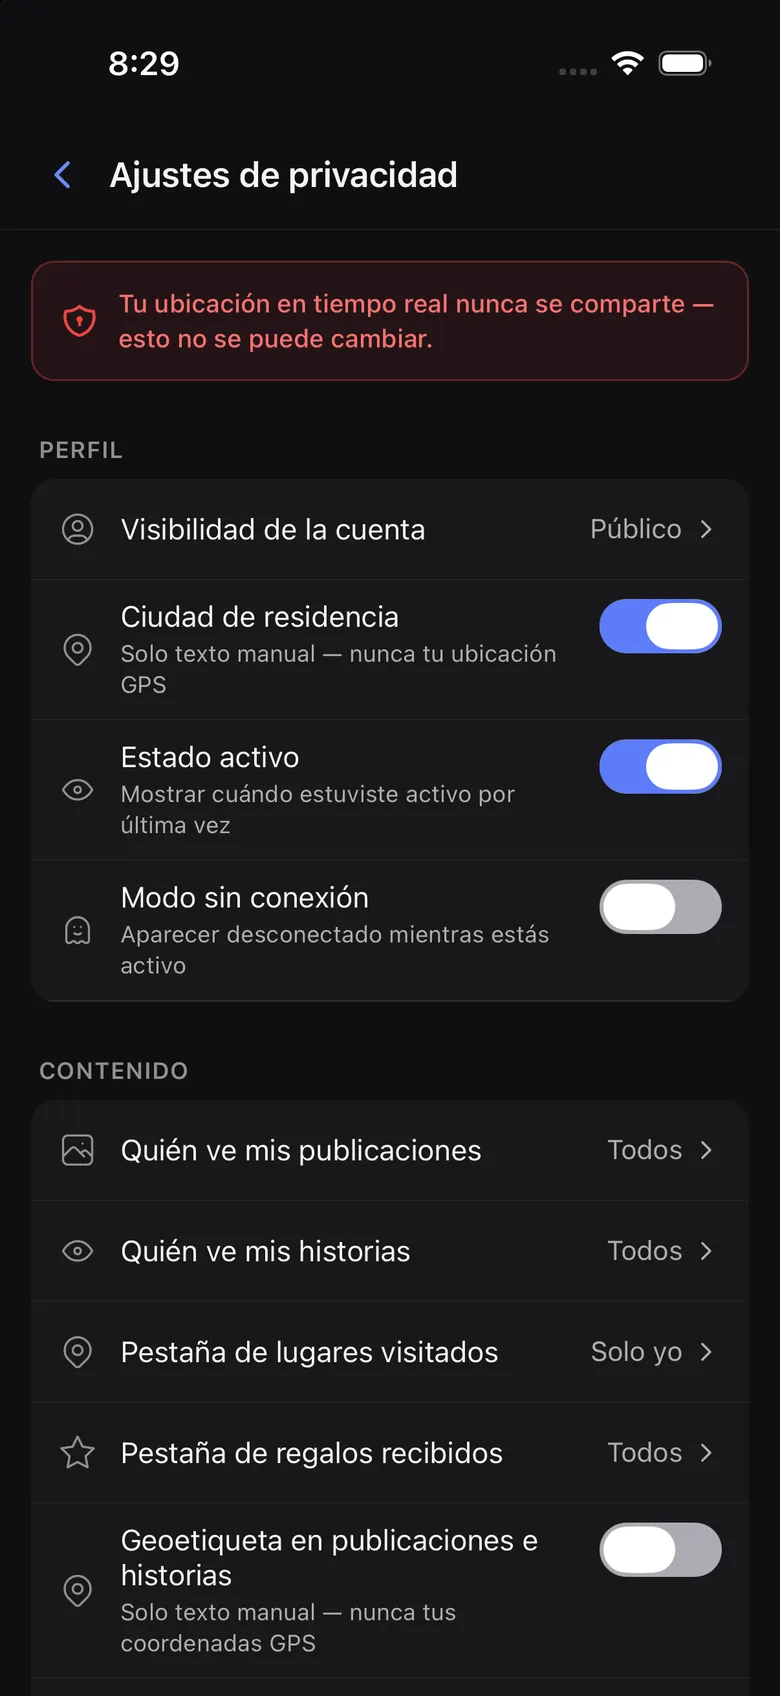 8:29
Ajustes de privacidad
Tu ubicación en tiempo real nunca se comparte —
esto no se puede cambiar.
PERFIL
Visibilidad de la cuenta Público
Ciudad de residencia
Solo texto manual — nunca tu ubicación
GPS
Estado activo
Mostrar cuándo estuviste activo por
última vez
Modo sin conexión
Aparecer desconectado mientras estás
activo
CONTENIDO
Quién ve mis publicaciones Todos
Quién ve mis historias Todos
Pestaña de lugares visitados Solo yo
Pestaña de regalos recibidos Todos
Geoetiqueta en publicaciones e
historias
Solo texto manual — nunca tus
coordenadas GPS